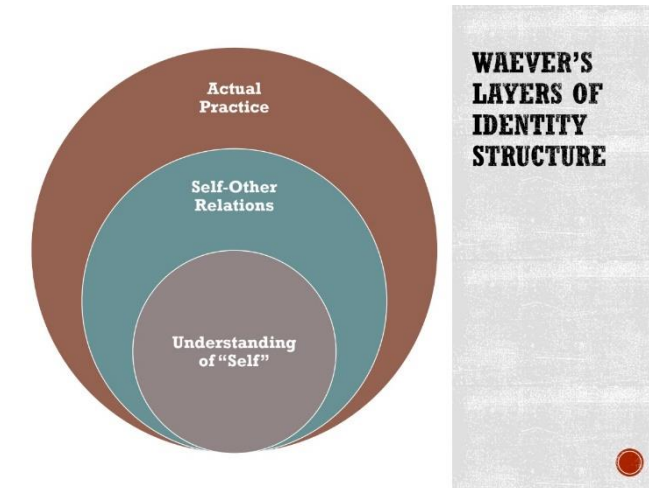 Actual
Practice
Self-Other
Relations
Understanding
of “Self”
WAEVER’S
LAYERS OF
IDENTITY
STRUCTURE